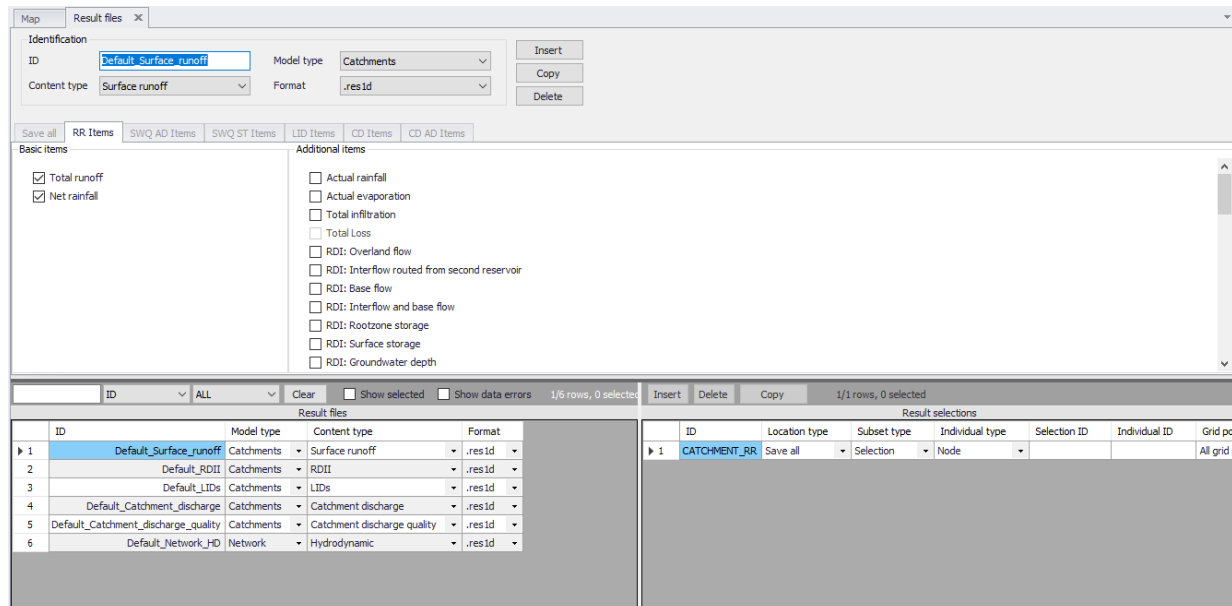 Map Result files X
Identification
ID Default_Surface_runoff Model type Catchments Insert
Copy
Content type Surface runoff Format .res1d
Delete
Save all RR Items SWQ AD Items SWQ ST Items LID Items CD Items CD AD Items
Basic items Additional items
Total runoff Actual rainfall
Net rainfall Actual evaporation
Total infiltration
Total Loss
RDI: Overland flow
RDI: Interflow routed from second reservoir
RDI: Base flow
RDI: Interflow and base flow
RDI: Rootzone storage
RDI: Surface storage
RDI: Groundwater depth
ID ALL Clear Show selected Show data errors 1/6 rows, 0 selected Insert Delete Copy 1/1 rows, 0 selected
Result files Result selections
ID Model type Content type Format ID Location type Subset type Individual type Selection ID Individual ID Grid po
1 Default_Surface_runoff Catchments Surface runoff .res1d 1 CATCHMENT_RR Save all Selection Node All grid
2 Default_RDII Catchments RDII .res1d
3 Default_LIDs Catchments LIDs .res1d
4 Default_Catchment_discharge Catchments Catchment discharge .res1d
5 Default_Catchment_discharge_quality Catchments Catchment discharge quality .res1d
6 Default_Network_HD Network Hydrodynamic .res1d